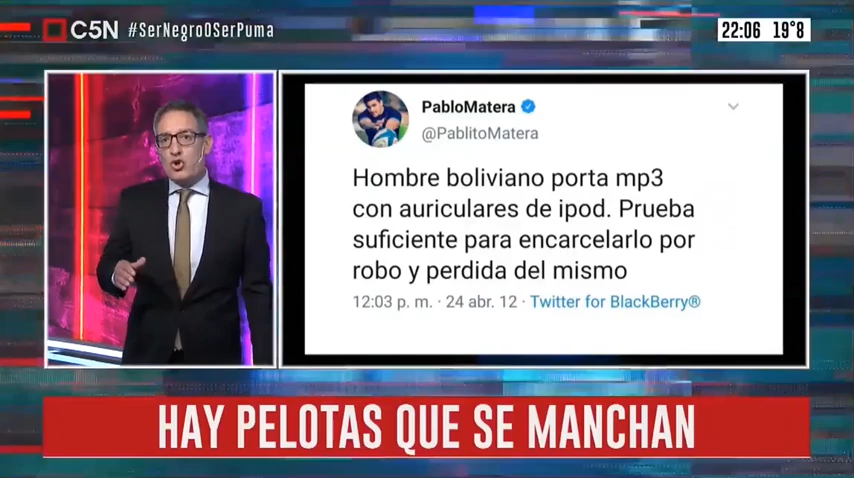 C5N #SerNegroOSerPuma
22:06 19°8
PabloMatera
@PablitoMatera
Hombre boliviano porta mp3
con auriculares de ipod. Prueba
suficiente para encarcelarlo por
robo y perdida del mismo
12:03 p. m. · 24 abr. 12 · Twitter for BlackBerry®
HAY PELOTAS QUE SE MANCHAN